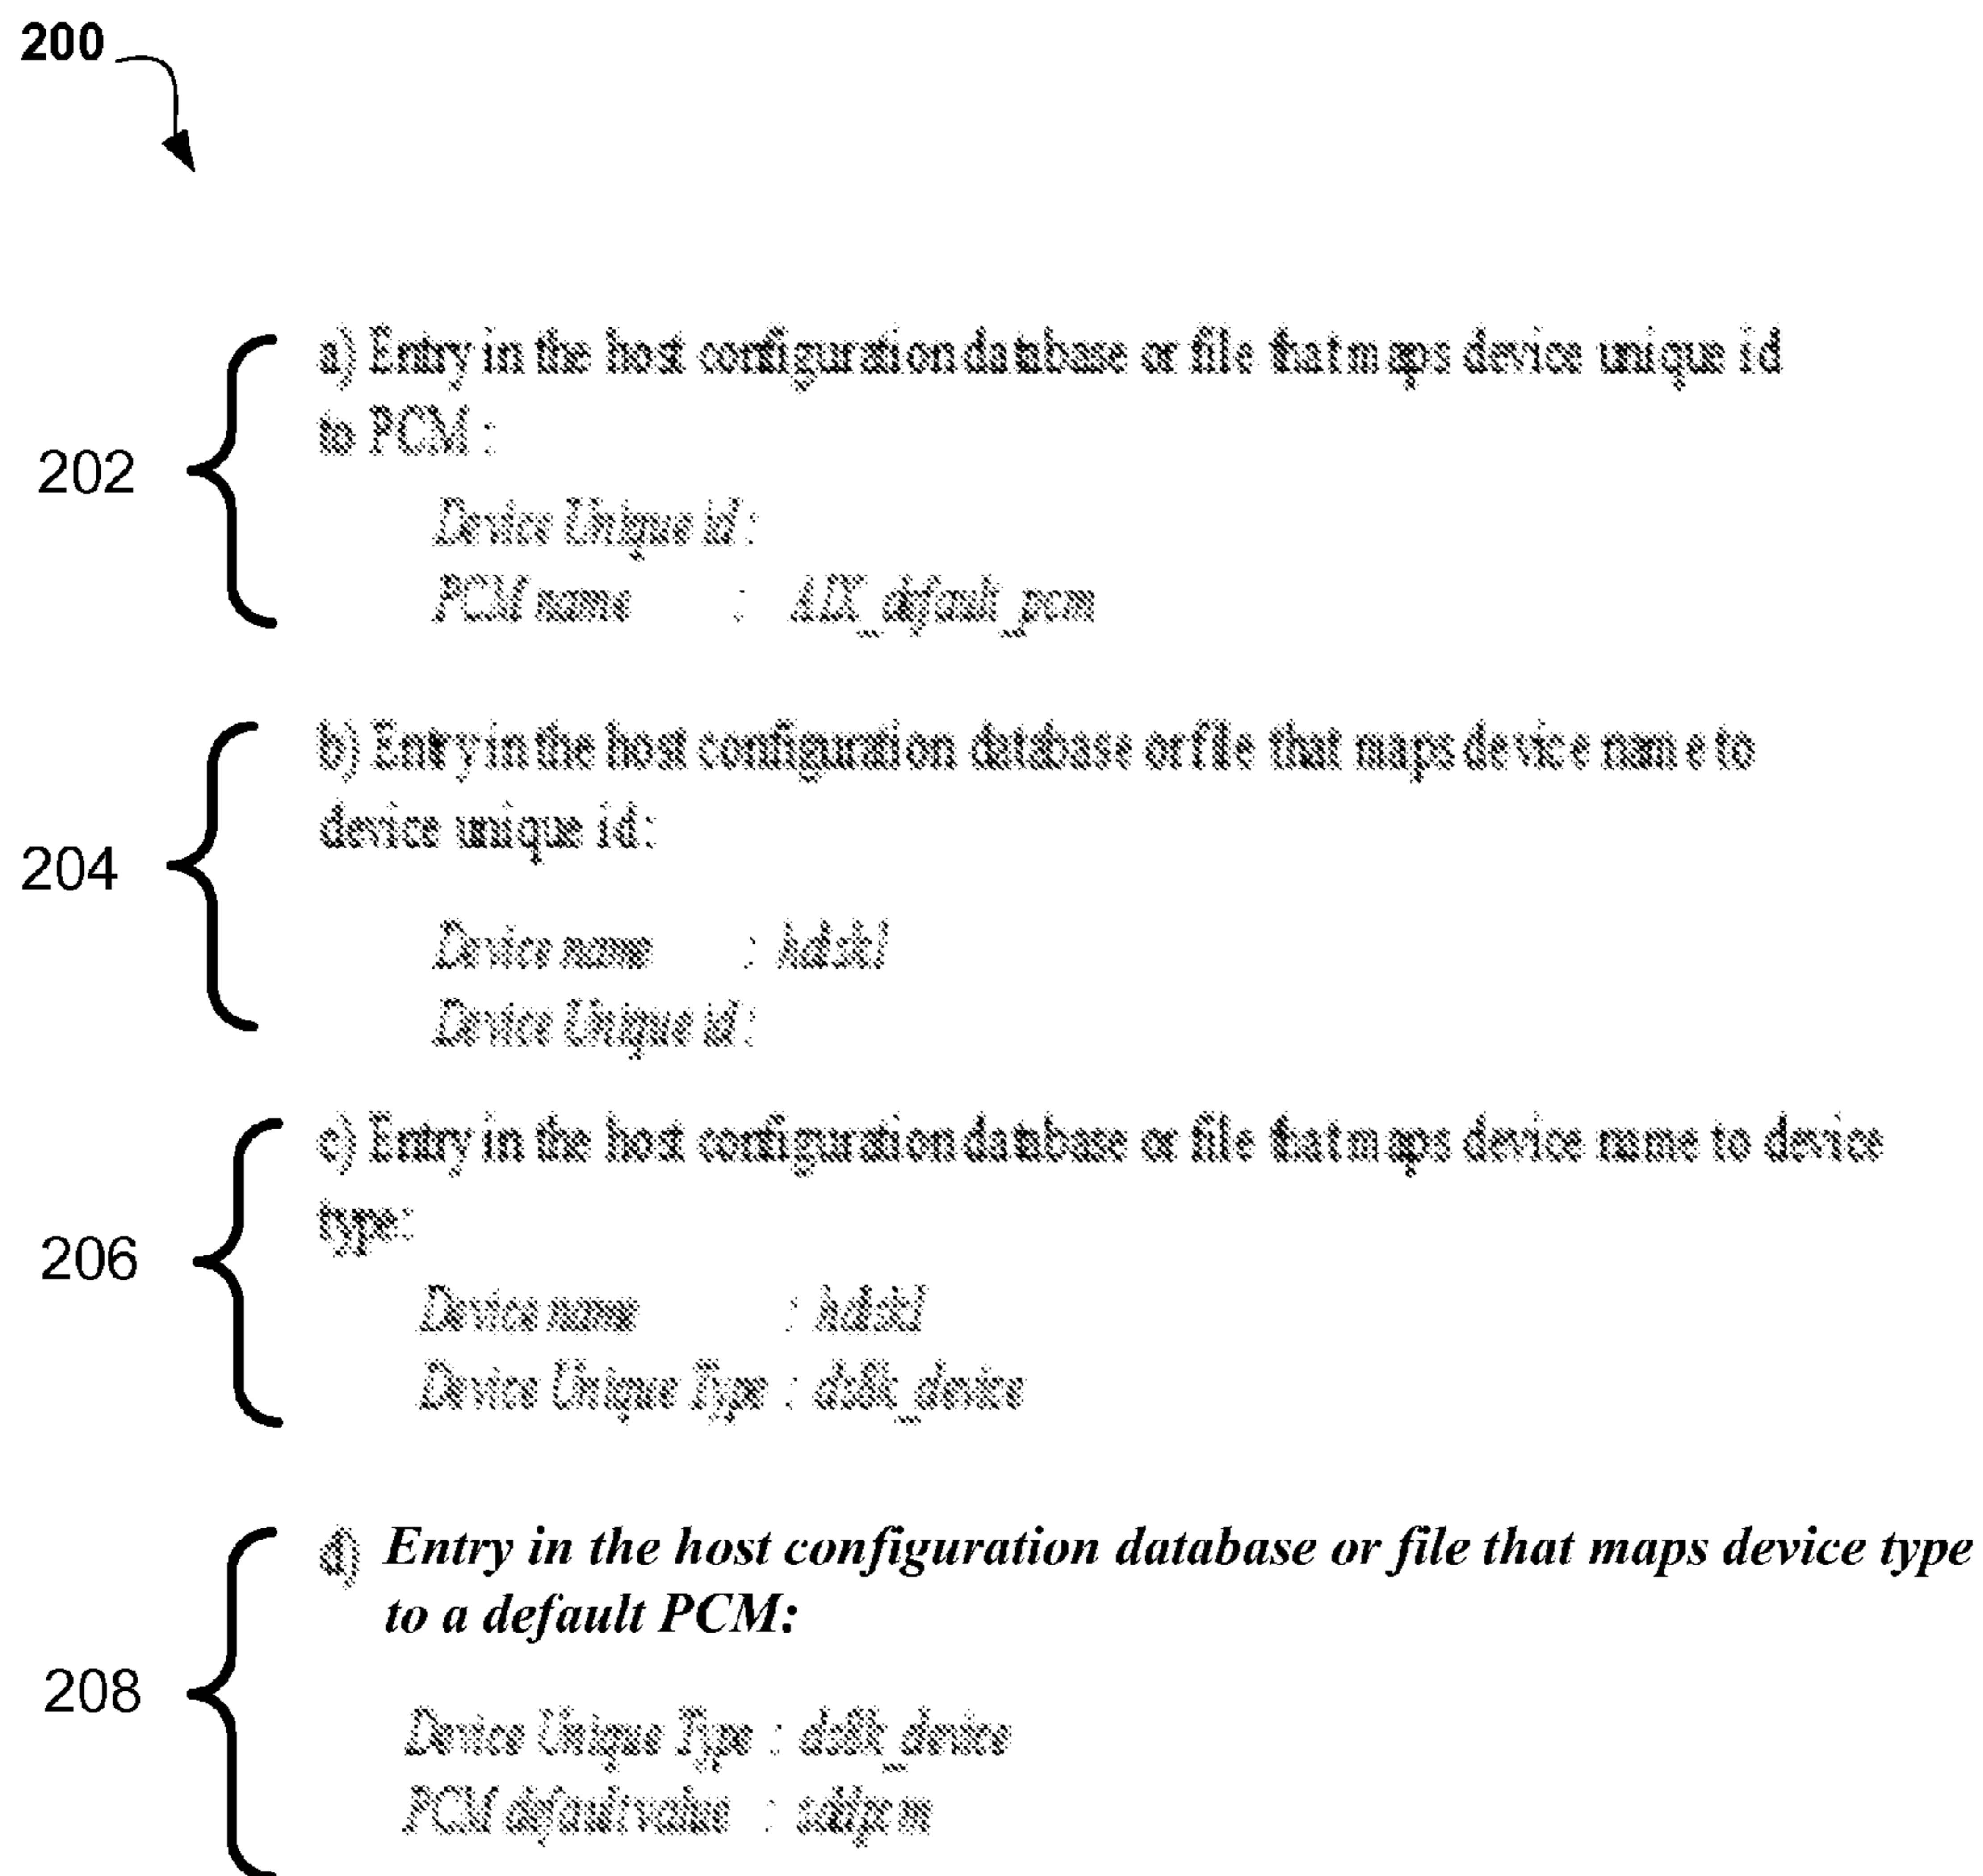 200
202
a) Entry in the host configuration database or file that maps device unique id
to PCM :
Device Unique id :
PCM name : AIX_default_pcm
204
b) Entry in the host configuration database or file that maps device name to
device unique id :
Device name : hdisk1
Device Unique id :
206
c) Entry in the host configuration database or file that maps device name to device
type:
Device name : hdisk1
Device Unique Type : ds8k_device
208
d) Entry in the host configuration database or file that maps device type
to a default PCM:
Device Unique Type : ds8k_device
PCM default value : sddpcm